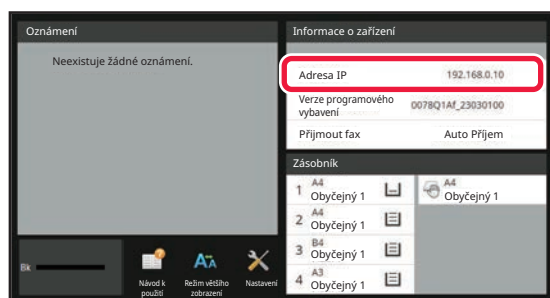 Oznámení
Neexistuje žádné oznámení.
Informace o zařízení
Adresa IP 192.168.0.10
Verze programového
vybavení 0078Q1Af_23030100
Přijmout fax Auto Příjem
Zásobník
1 A4
Obyčejný 1
A4
Obyčejný 1
2 A4
Obyčejný 1
3 B4
Obyčejný 1
4 A3
Obyčejný 1
Bk
Návod k
použití
Režim většího
zobrazení
Nastavení